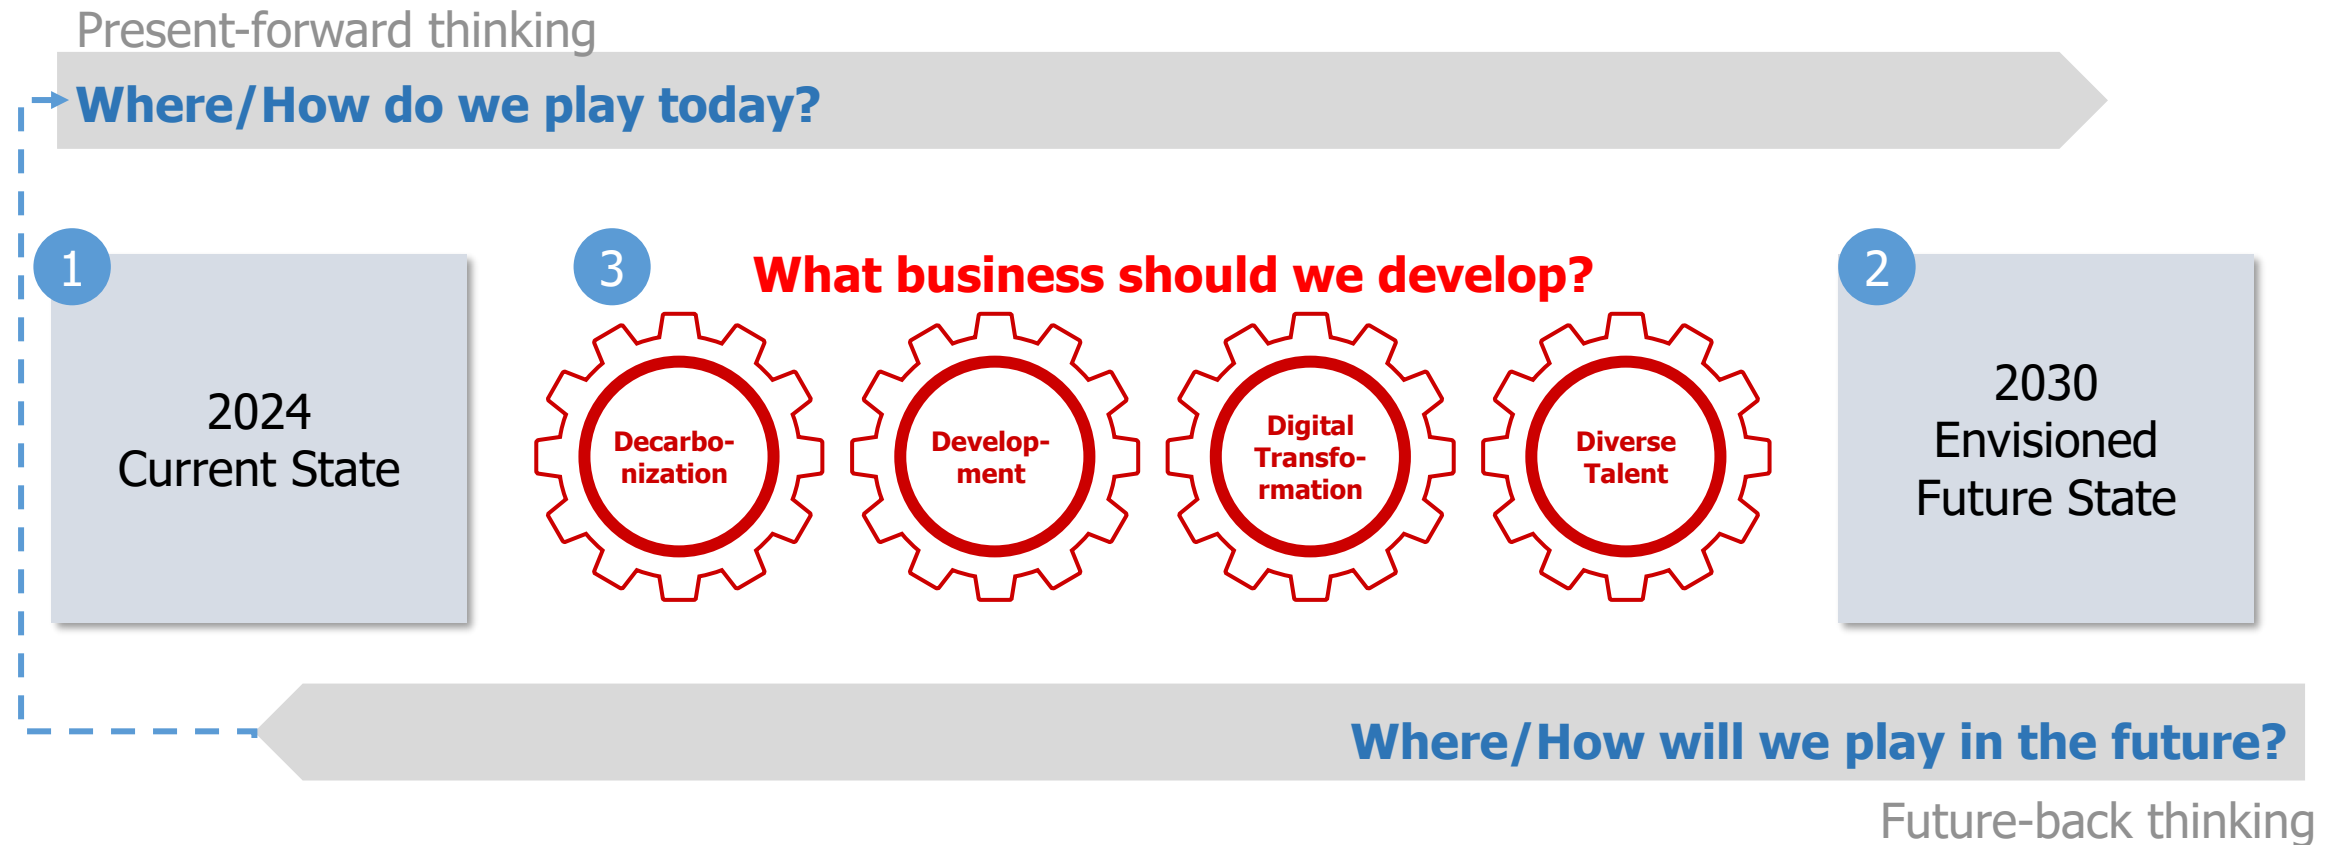 Present-forward thinking
Where/How do we play today?
1
2024
Current State
3
What business should we develop?
Decarbo-
nization
Develop-
ment
Digital
Transfo-
rmation
Diverse
Talent
2
2030
Envisioned
Future State
Where/How will we play in the future?
Future-back thinking